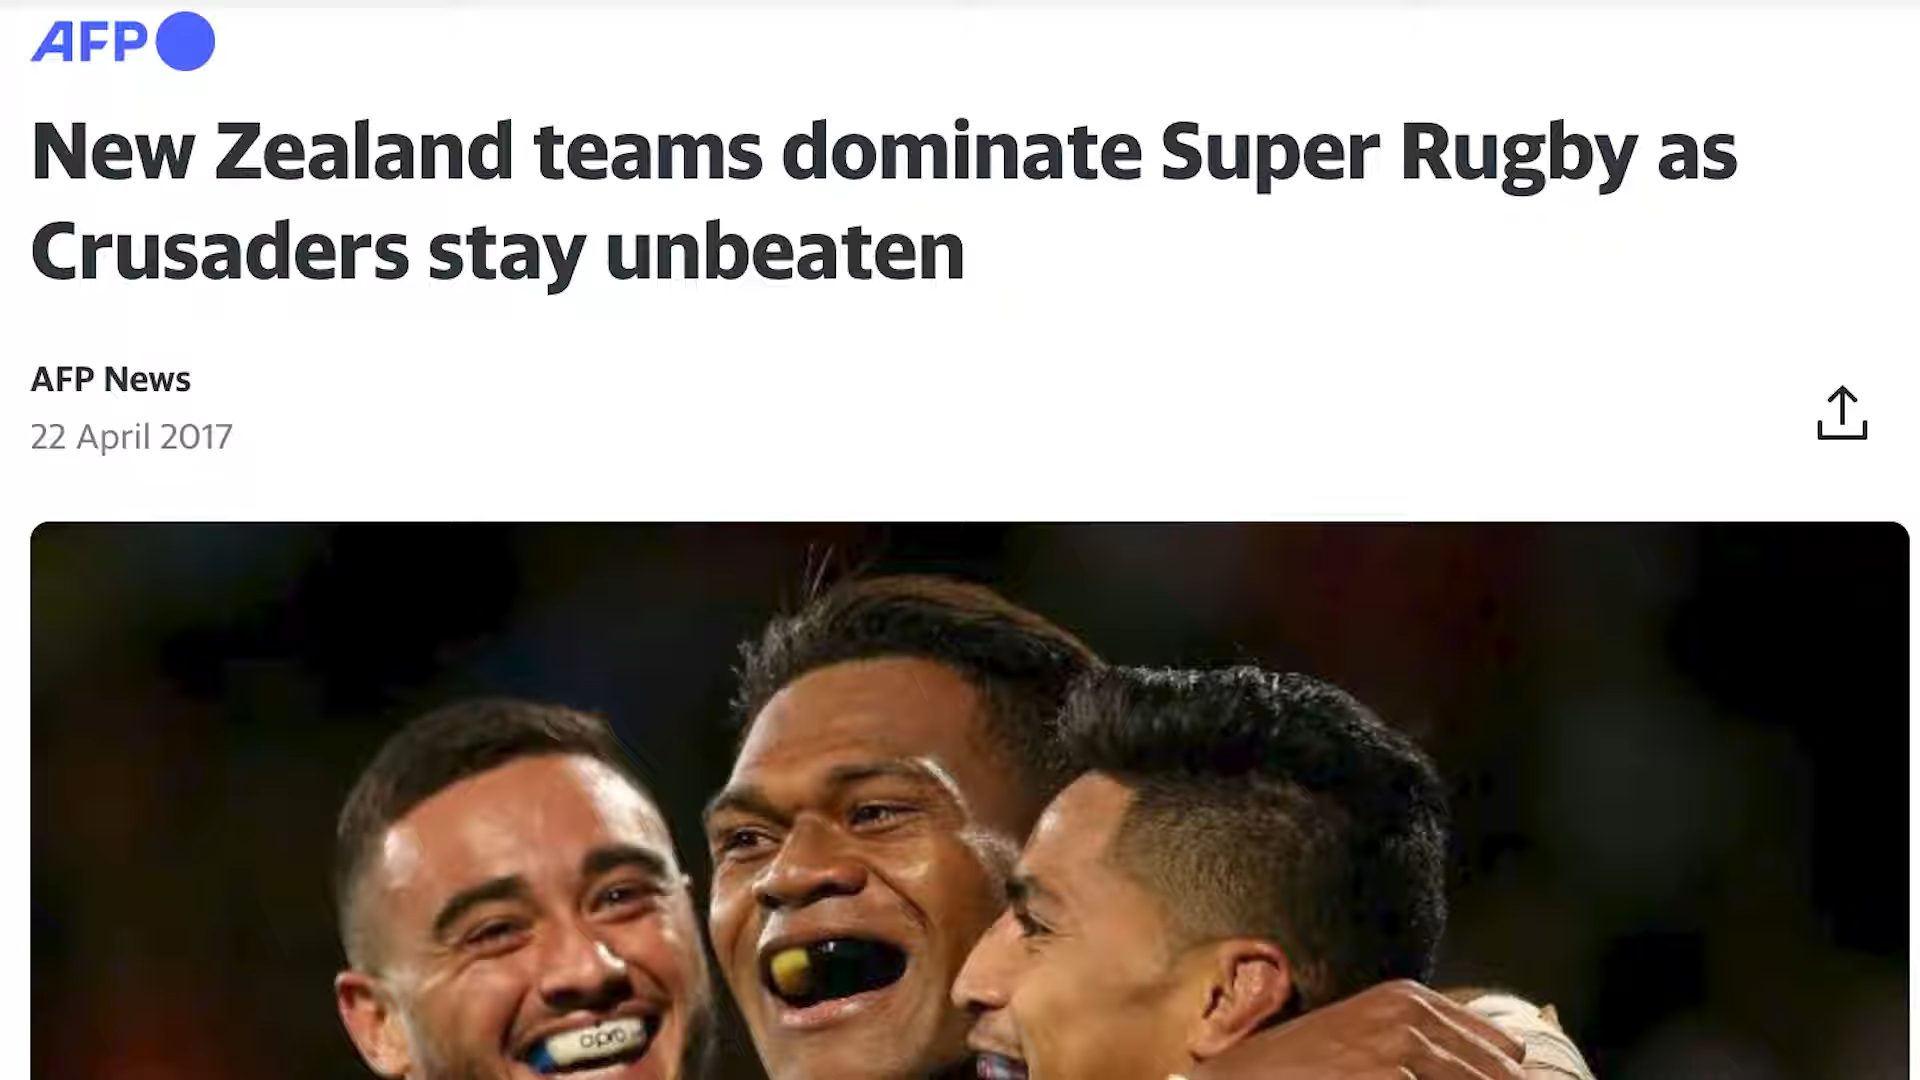 AFP
New Zealand teams dominate Super Rugby as
Crusaders stay unbeaten
AFP News
22 April 2017
opro